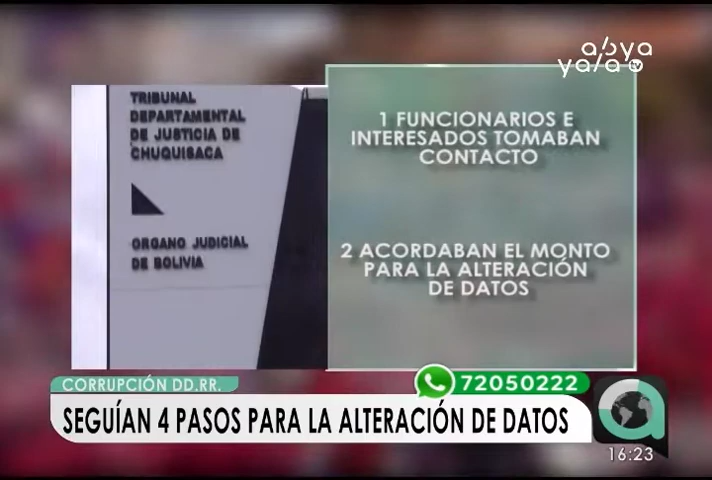 abya
yala tv
TRIBUNAL
DEPARTAMENTAL
DE JUSTICIA DE
CHUQUISACA
ORGANO JUDICIAL
DE BOLIVIA
1 FUNCIONARIOS E
INTERESADOS TOMABAN
CONTACTO
2 ACORDABAN EL MONTO
PARA LA ALTERACIÓN
DE DATOS
CORRUPCIÓN DD.RR.
72050222
SEGUÍAN 4 PASOS PARA LA ALTERACIÓN DE DATOS
16:23